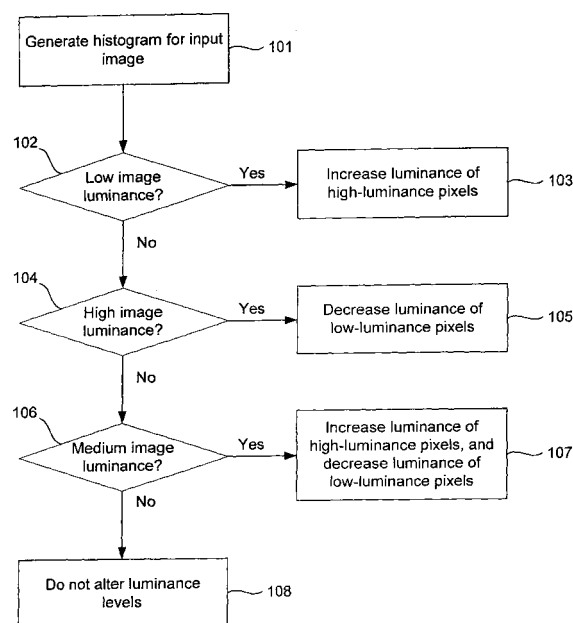 Generate histogram for input
image
101
102
Low image
luminance?
Yes
Increase luminance of
high-luminance pixels
103
No
104
High image
luminance?
Yes
Decrease luminance of
low-luminance pixels
105
No
106
Medium image
luminance?
Yes
Increase luminance of
high-luminance pixels, and
decrease luminance of
low-luminance pixels
107
No
Do not alter luminance
levels
108